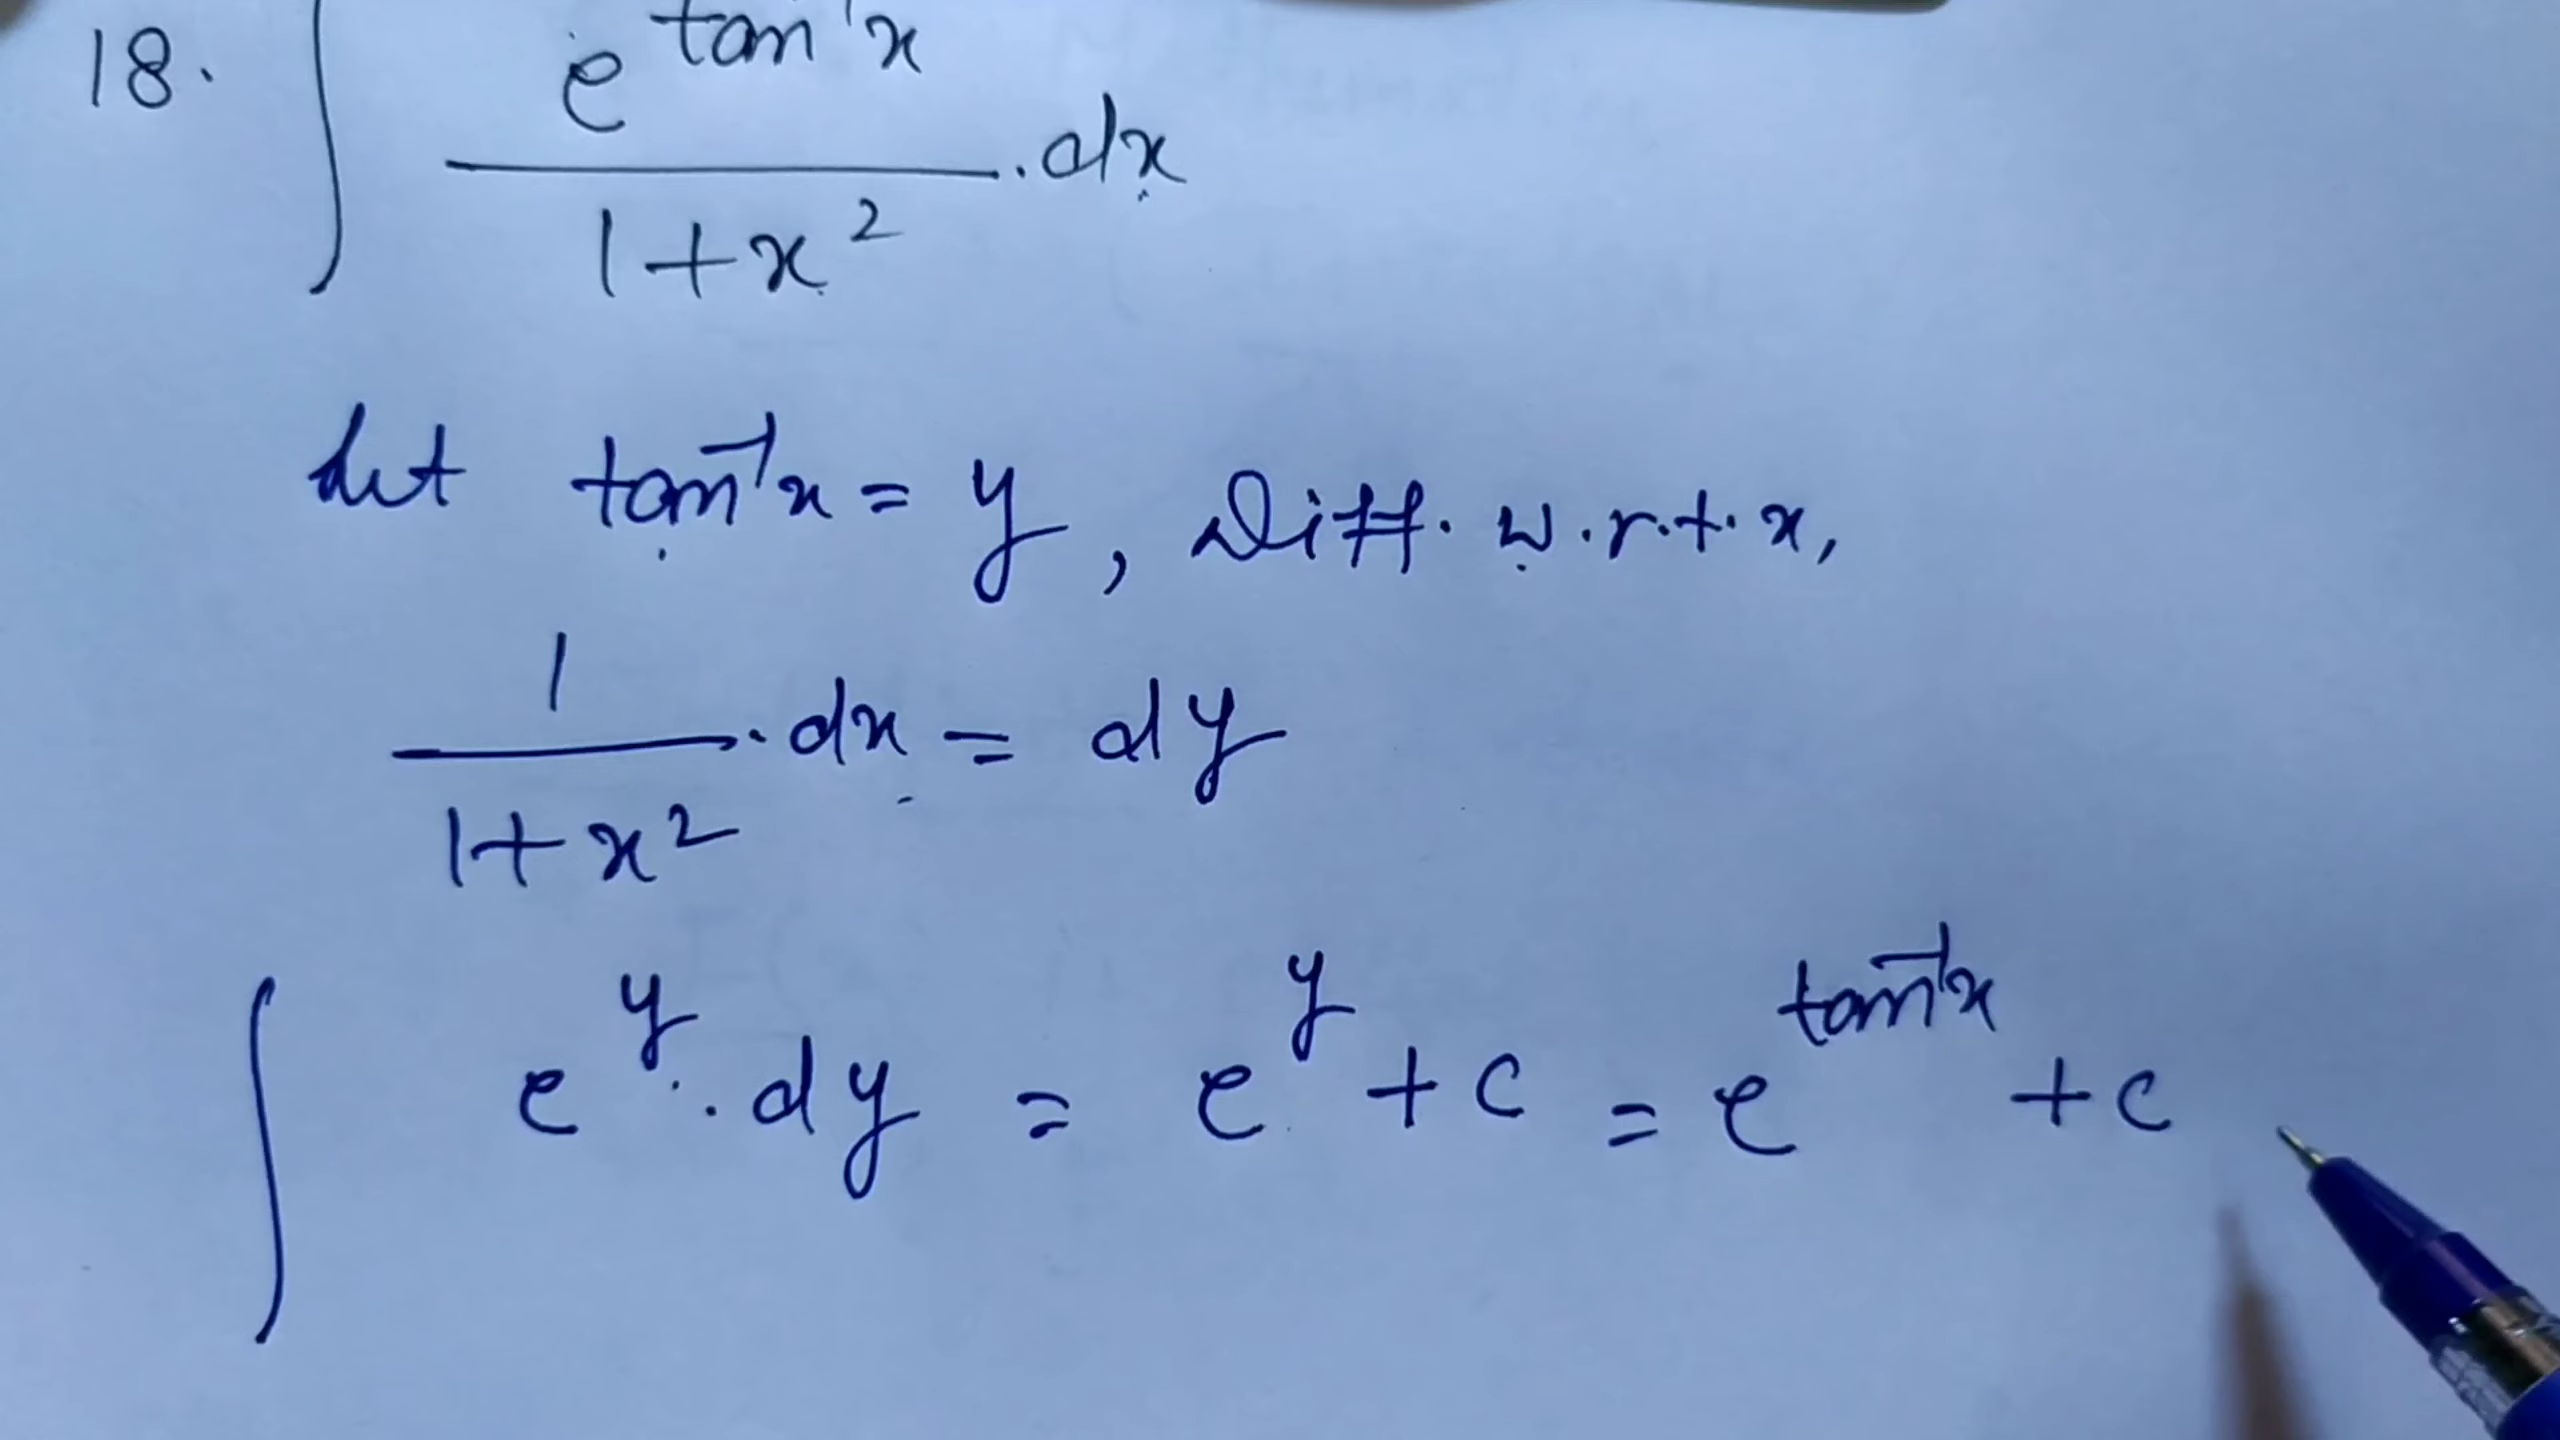 18. ∫ e^(tan⁻¹x) / (1+x²) . dx
Let tan⁻¹x = y, Diff. w.r.t. x,
1/(1+x²) . dx = dy
∫ e^y . dy = e^y + c = e^(tan⁻¹x) + c